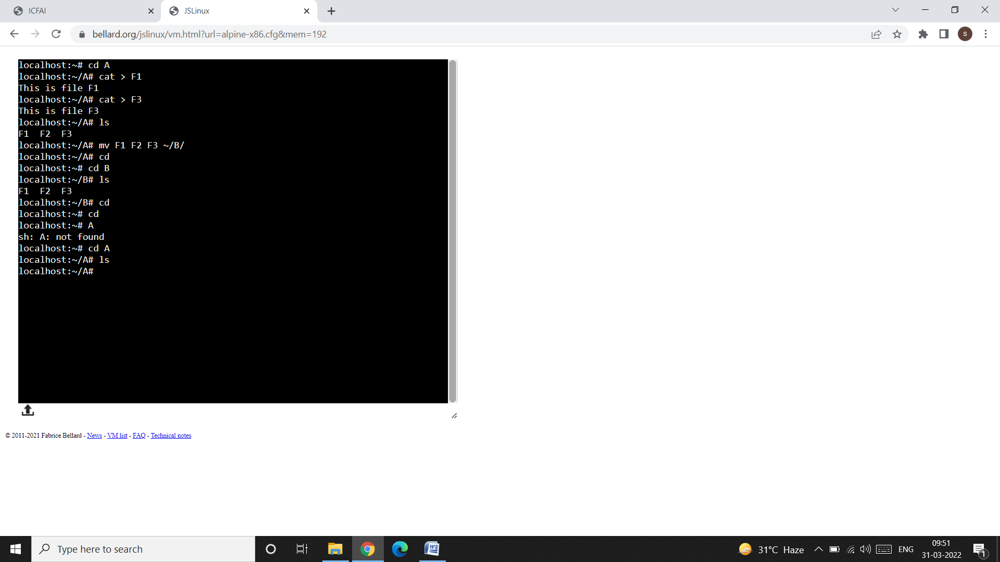 ICFAI
JSLinux
bellard.org/jslinux/vm.html?url=alpine-x86.cfg&mem=192
S
localhost:~# cd A
localhost:~/A# cat > F1
This is file F1
localhost:~/A# cat > F3
This is file F3
localhost:~/A# ls
F1  F2  F3
localhost:~/A# mv F1 F2 F3 ~/B/
localhost:~/A# cd
localhost:~# cd B
localhost:~/B# ls
F1  F2  F3
localhost:~/B# cd
localhost:~# cd
localhost:~# A
sh: A: not found
localhost:~# cd A
localhost:~/A# ls
localhost:~/A#
© 2011-2021 Fabrice Bellard - News - VM list - FAQ - Technical notes
Type here to search
31°C Haze
ENG
09:51
31-03-2022
1